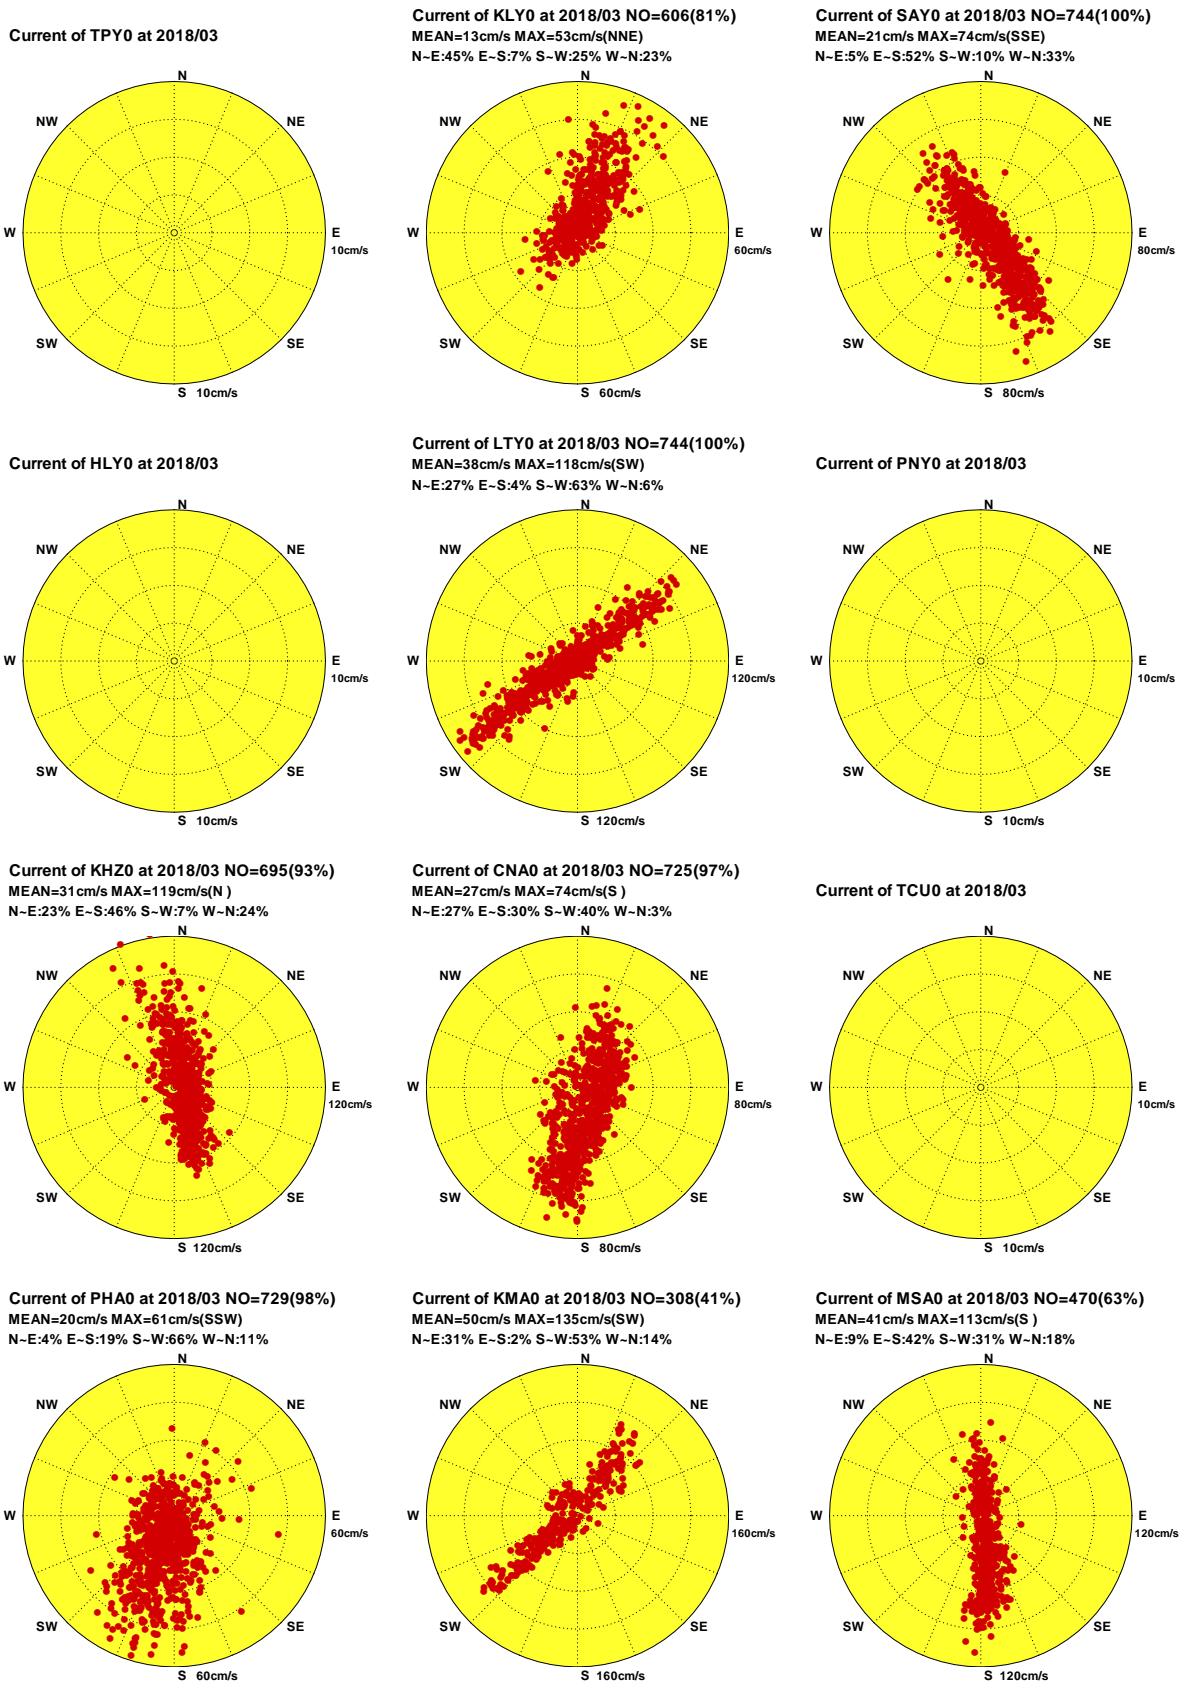 Current of TPY0 at 2018/03
N
NW
NE
W
E
10cm/s
SW
SE
S 10cm/s
Current of KLY0 at 2018/03 NO=606(81%)
MEAN=13cm/s MAX=53cm/s(NNE)
N~E:45% E~S:7% S~W:25% W~N:23%
N
NW
NE
W
E
60cm/s
SW
SE
S 60cm/s
Current of SAY0 at 2018/03 NO=744(100%)
MEAN=21cm/s MAX=74cm/s(SSE)
N~E:5% E~S:52% S~W:10% W~N:33%
N
NW
NE
W
E
80cm/s
SW
SE
S 80cm/s
Current of HLY0 at 2018/03
N
NW
NE
W
E
10cm/s
SW
SE
S 10cm/s
Current of LTY0 at 2018/03 NO=744(100%)
MEAN=38cm/s MAX=118cm/s(SW)
N~E:27% E~S:4% S~W:63% W~N:6%
N
NW
NE
W
E
120cm/s
SW
SE
S 120cm/s
Current of PNY0 at 2018/03
N
NW
NE
W
E
10cm/s
SW
SE
S 10cm/s
Current of KHZ0 at 2018/03 NO=695(93%)
MEAN=31cm/s MAX=119cm/s(N )
N~E:23% E~S:46% S~W:7% W~N:24%
N
NW
NE
W
E
120cm/s
SW
SE
S 120cm/s
Current of CNA0 at 2018/03 NO=725(97%)
MEAN=27cm/s MAX=74cm/s(S )
N~E:27% E~S:30% S~W:40% W~N:3%
N
NW
NE
W
E
80cm/s
SW
SE
S 80cm/s
Current of TCU0 at 2018/03
N
NW
NE
W
E
10cm/s
SW
SE
S 10cm/s
Current of PHA0 at 2018/03 NO=729(98%)
MEAN=20cm/s MAX=61cm/s(SSW)
N~E:4% E~S:19% S~W:66% W~N:11%
N
NW
NE
W
E
60cm/s
SW
SE
S 60cm/s
Current of KMA0 at 2018/03 NO=308(41%)
MEAN=50cm/s MAX=135cm/s(SW)
N~E:31% E~S:2% S~W:53% W~N:14%
N
NW
NE
W
E
160cm/s
SW
SE
S 160cm/s
Current of MSA0 at 2018/03 NO=470(63%)
MEAN=41cm/s MAX=113cm/s(S )
N~E:9% E~S:42% S~W:31% W~N:18%
N
NW
NE
W
E
120cm/s
SW
SE
S 120cm/s